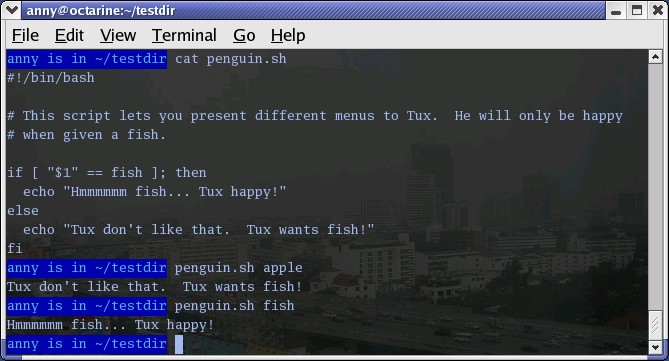 anny@octarine:~/testdir
File Edit View Terminal Go Help
anny is in ~/testdir cat penguin.sh
#!/bin/bash
# This script lets you present different menus to Tux.  He will only be happy
# when given a fish.
if [ "$1" == fish ]; then
  echo "Hmmmmmm fish... Tux happy!"
else
  echo "Tux don't like that.  Tux wants fish!"
fi
anny is in ~/testdir penguin.sh apple
Tux don't like that.  Tux wants fish!
anny is in ~/testdir penguin.sh fish
Hmmmmmm fish... Tux happy!
anny is in ~/testdir